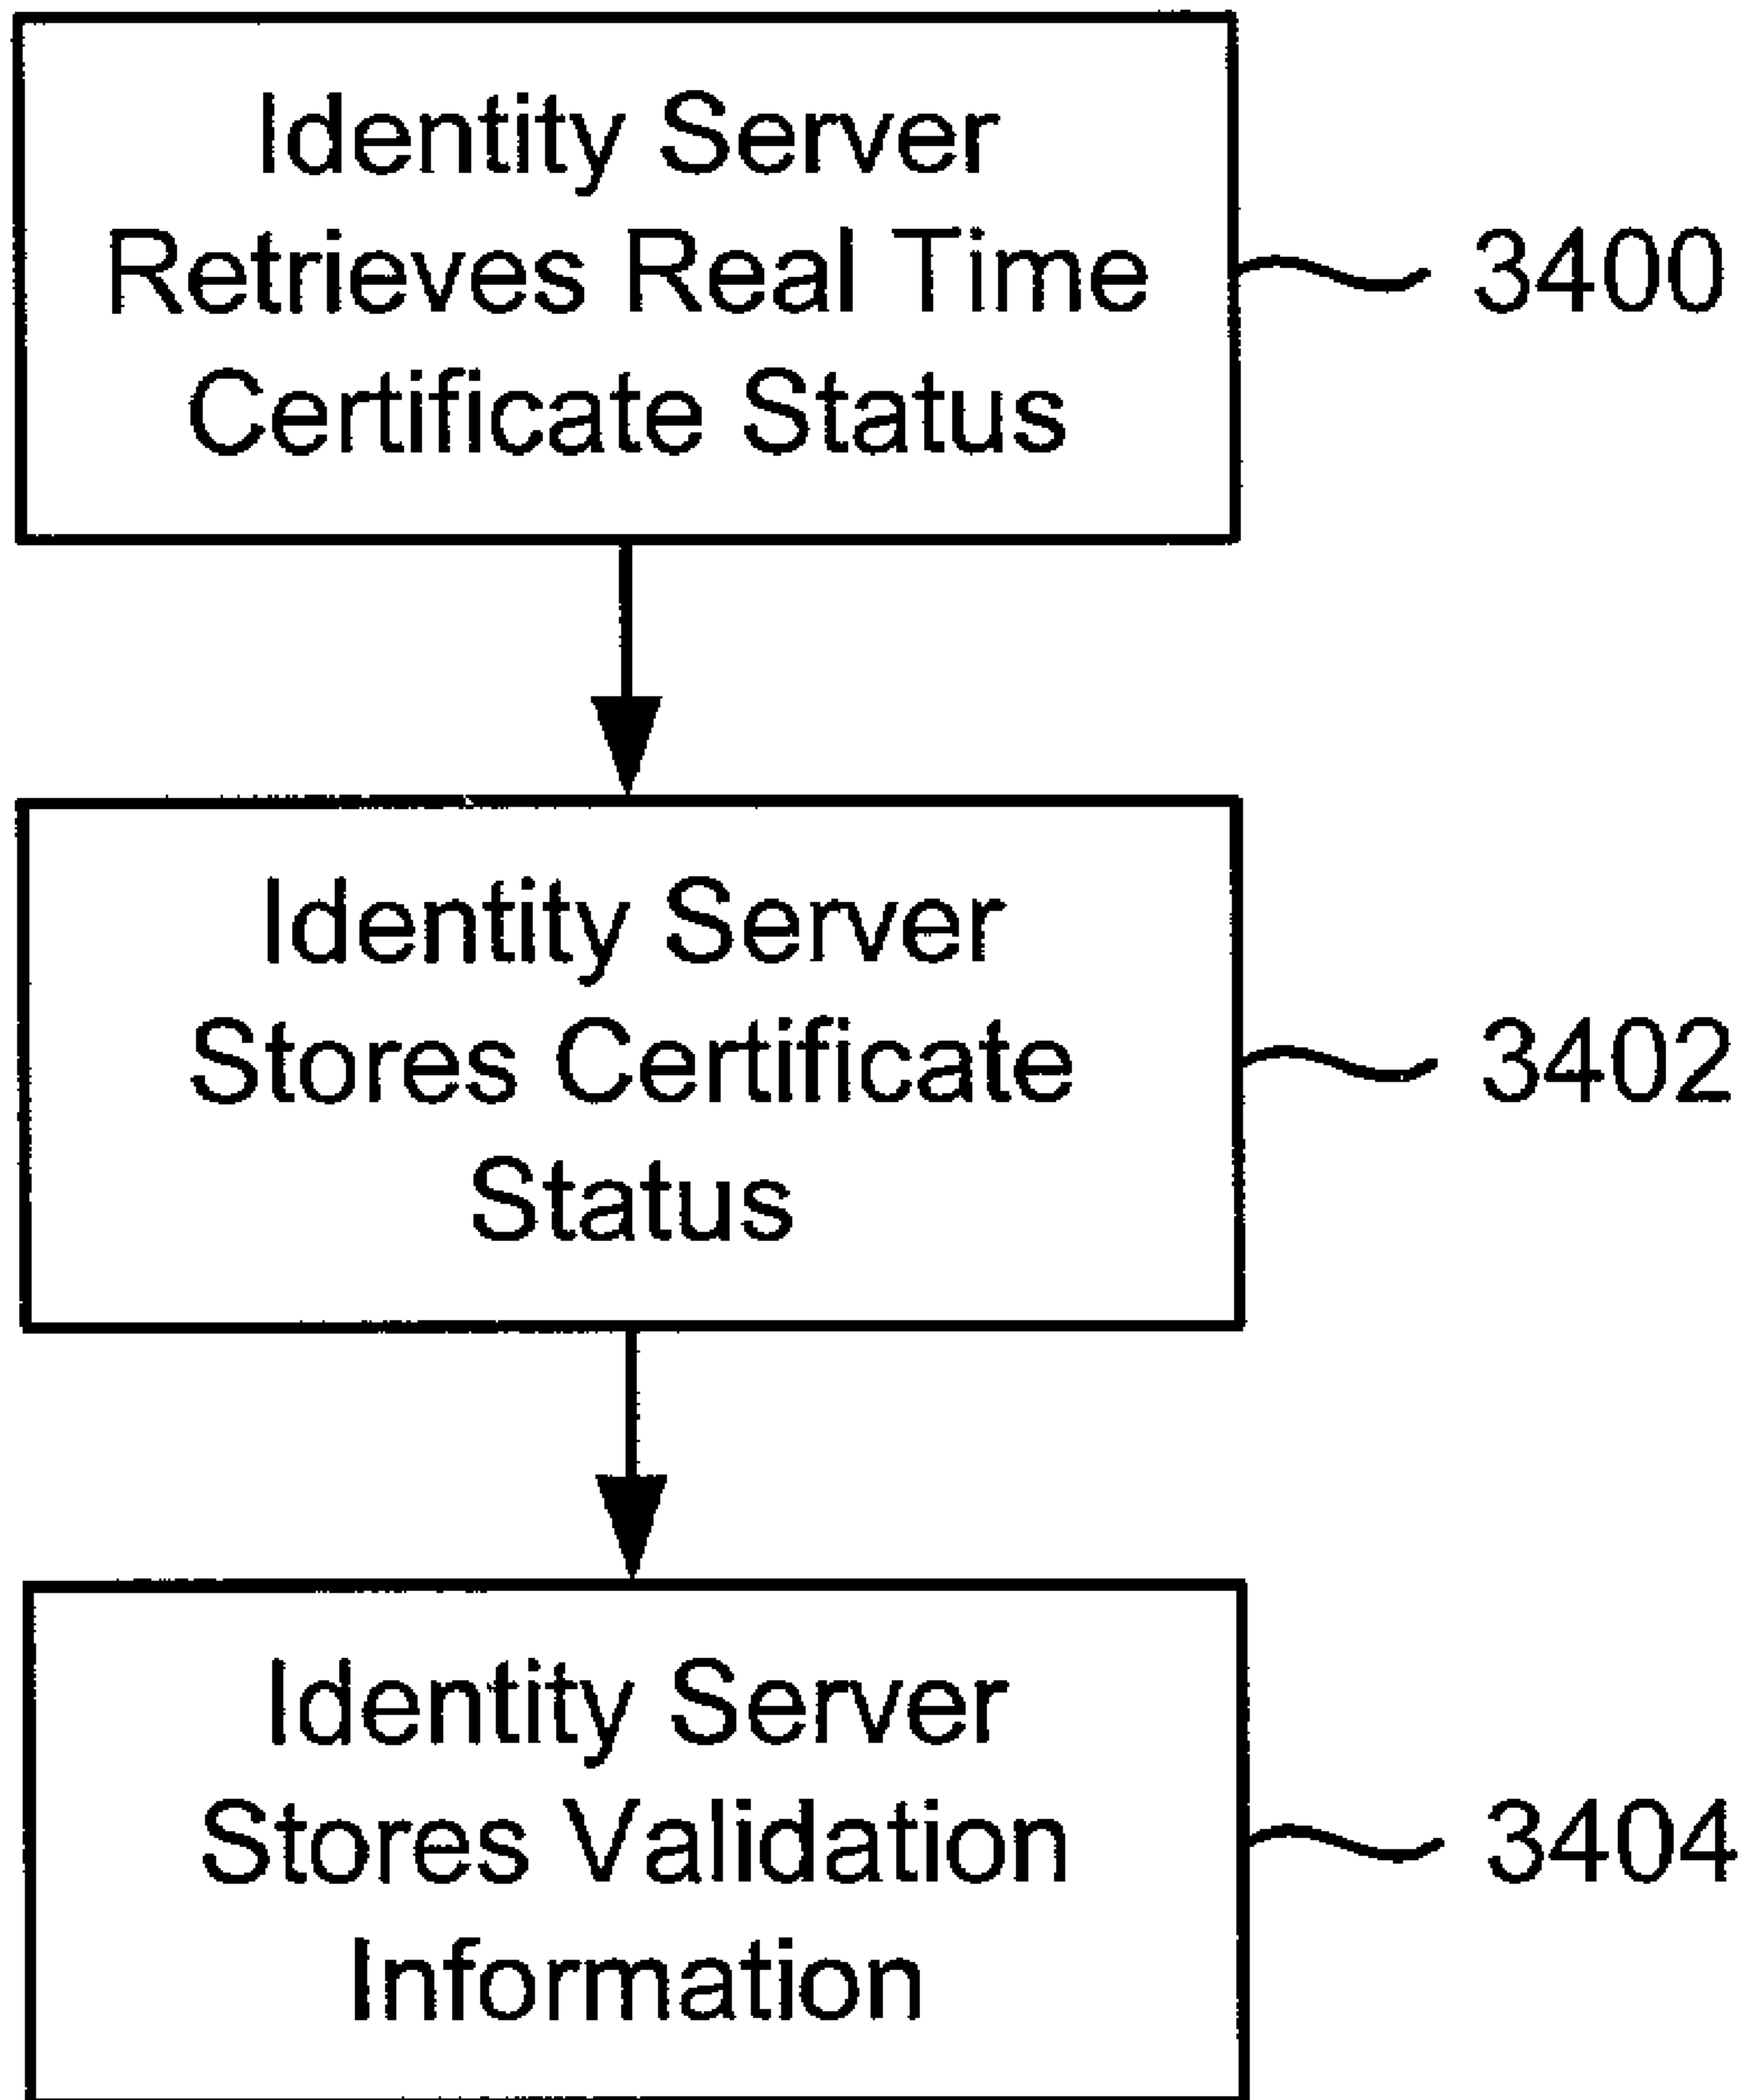 Identity Server
Retrieves Real Time
Certificate Status
3400
Identity Server
Stores Certificate
Status
3402
Identity Server
Stores Validation
Information
3404